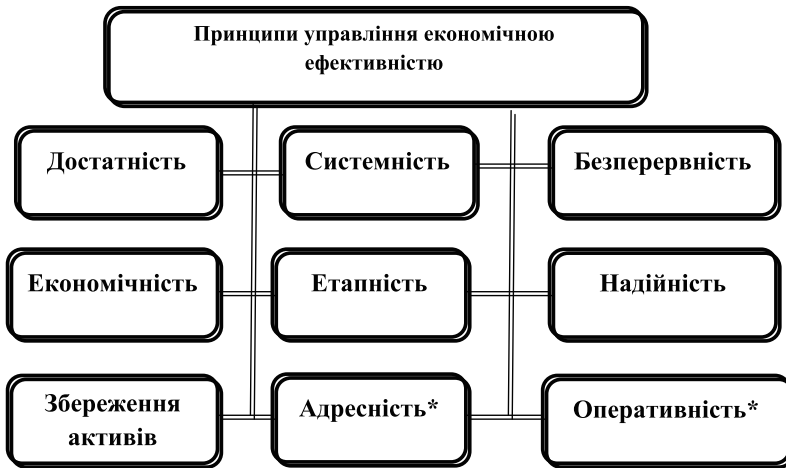 Принципи управління економічною
ефективністю
Достатність
Системність
Безперервність
Економічність
Етапність
Надійність
Збереження
активів
Адресність*
Оперативність*